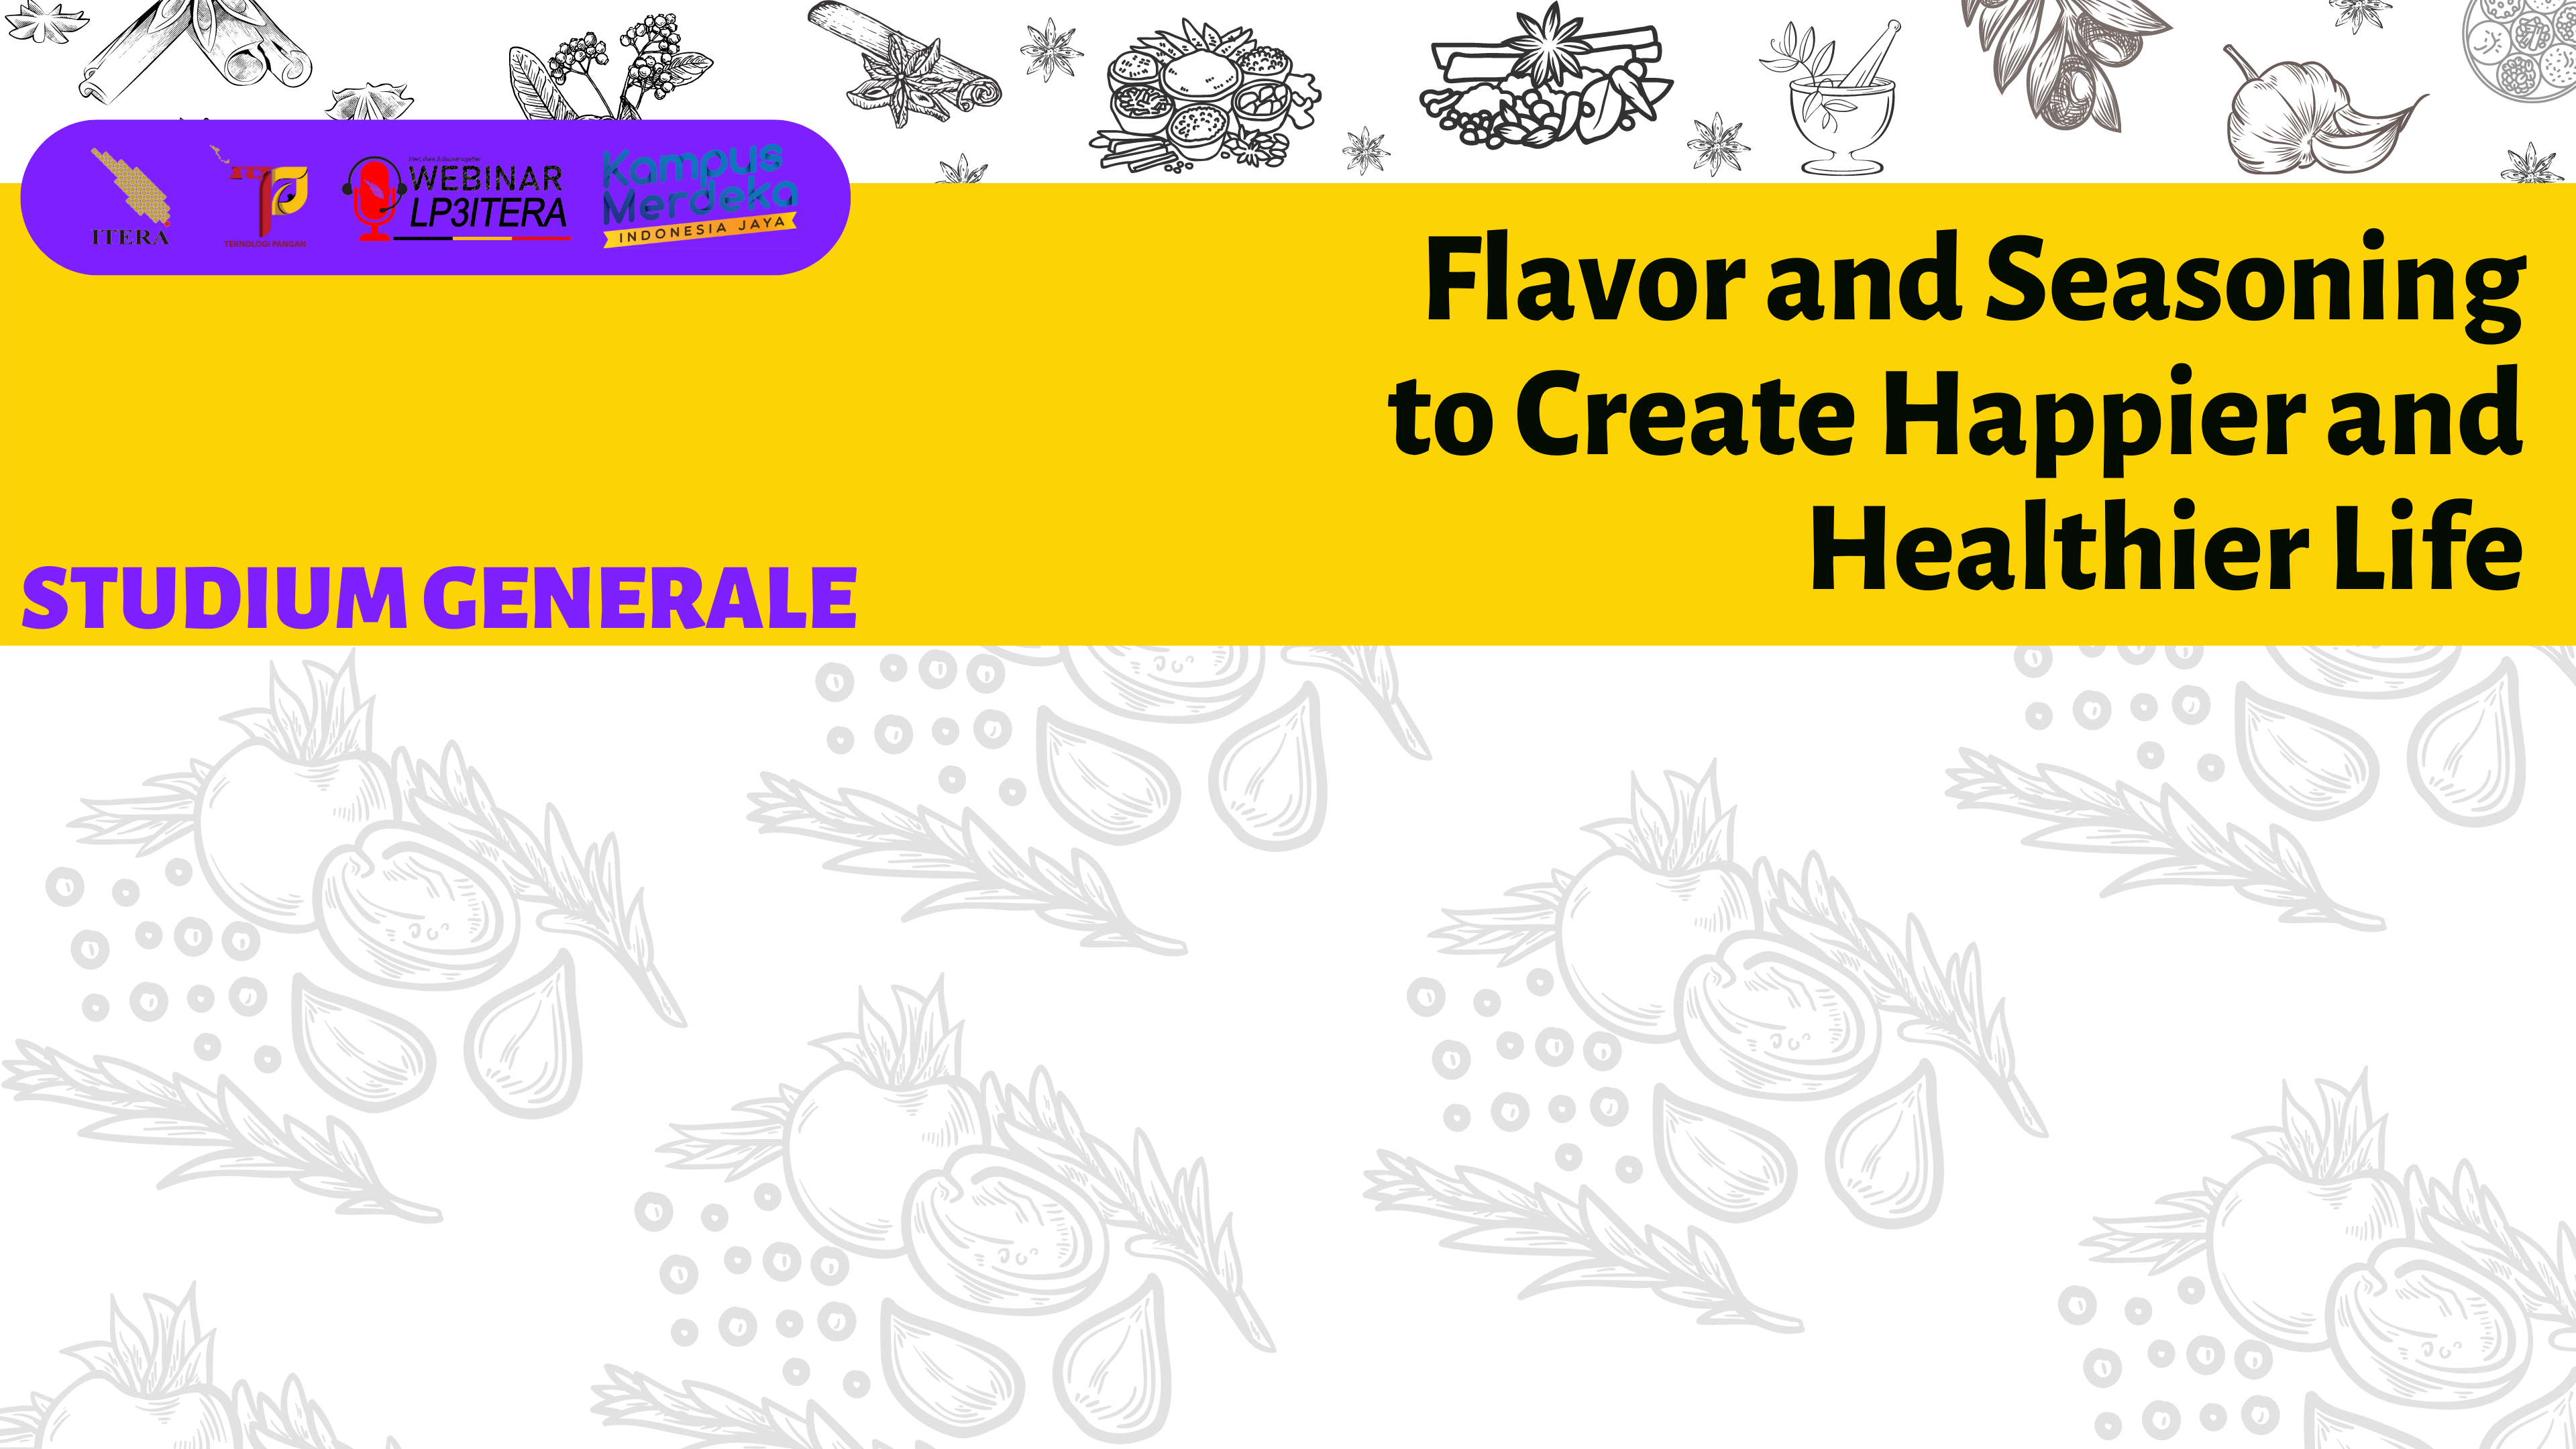 ITERA
TEKNOLOGI PANGAN
WEBINAR
LP3ITERA
Kampus
Merdeka
INDONESIA JAYA
Flavor and Seasoning
to Create Happier and
Healthier Life
STUDIUM GENERALE